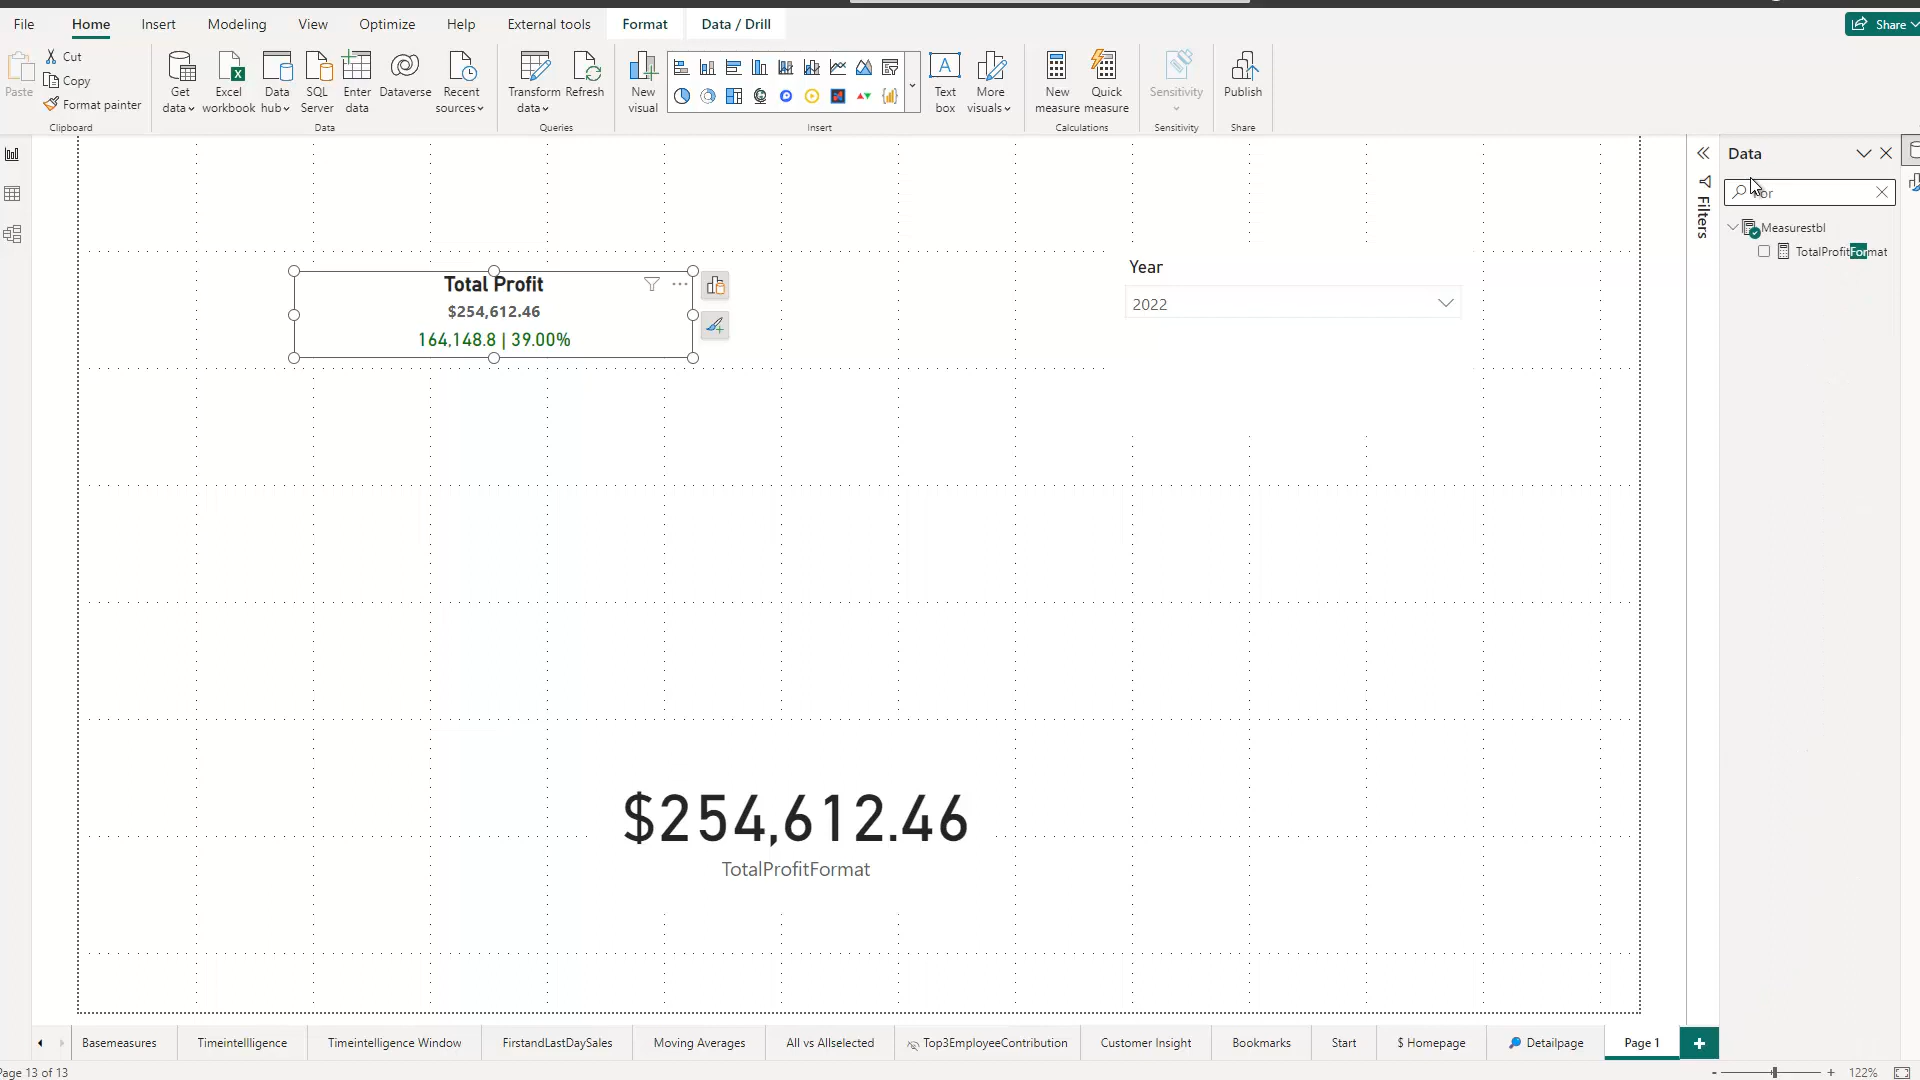 File Home Insert Modeling View Optimize Help External tools Format Data / Drill Share
Paste Cut
Copy
Format painter
Get data Excel workbook Data hub SQL Server Enter data Dataverse Recent sources Transform data Refresh New visual A Text box More visuals New measure Quick measure Sensitivity Publish
Clipboard Data Queries Insert Calculations Sensitivity Share
Total Profit
$254,612.46
164,148.8 | 39.00%
Year
2022
Filters
Data
or
Measurestbl
TotalProfitFormat
$254,612.46
TotalProfitFormat
Basemeasures Timeintellligence Timeintelligence Window FirstandLastDaySales Moving Averages All vs Allselected Top3EmployeeContribution Customer Insight Bookmarks Start $ Homepage Detailpage Page 1 +
Page 13 of 13 - + 122%